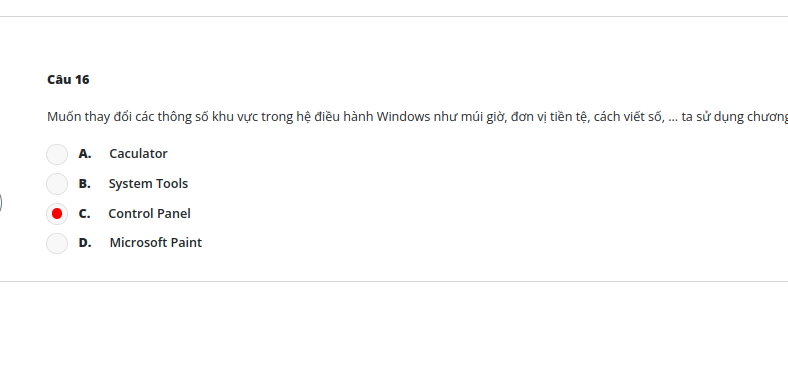 Câu 16
Muốn thay đổi các thông số khu vực trong hệ điều hành Windows như múi giờ, đơn vị tiền tệ, cách viết số, ... ta sử dụng chương
A. Caculator
B. System Tools
C. Control Panel
D. Microsoft Paint